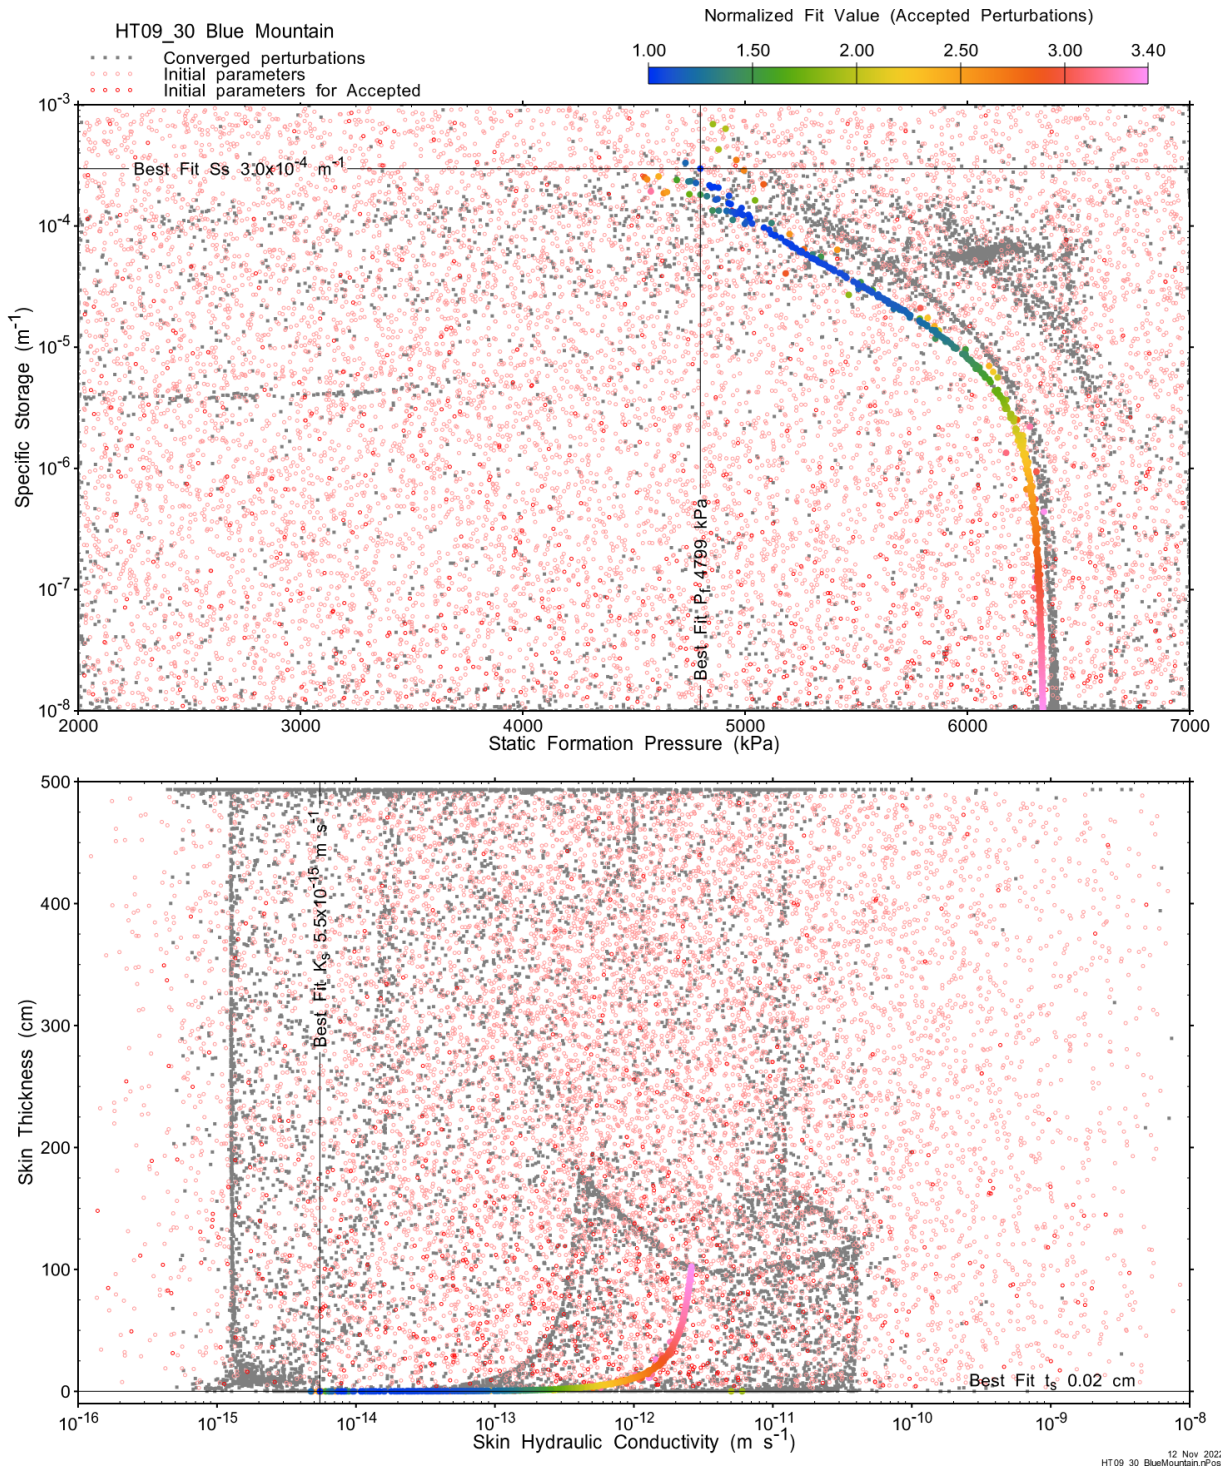 Normalized Fit Value (Accepted Perturbations)
HT09_30 Blue Mountain
Converged perturbations
Initial parameters
Initial parameters for Accepted
1.00 1.50 2.00 2.50 3.00 3.40
10-3
Best Fit Ss 3.0x10-4 m-1
10-4
10-5
10-6
10-7
10-8
Specific Storage (m-1)
Best Fit Pf 4799 kPa
2000 3000 4000 5000 6000 7000
Static Formation Pressure (kPa)
500
400
300
200
100
0
Skin Thickness (cm)
Best Fit Ks 5.5x10-15 m s-1
Best Fit ts 0.02 cm
10-16 10-15 10-14 10-13 10-12 10-11 10-10 10-9 10-8
Skin Hydraulic Conductivity (m s-1)
12 Nov 2022
HT09_30_BlueMountain.nPost